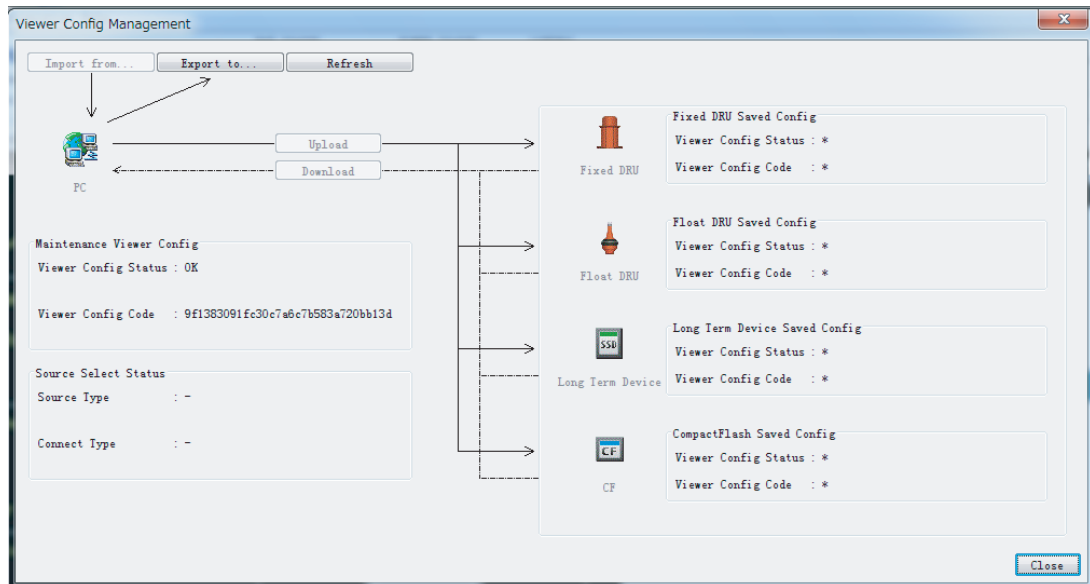 Viewer Config Management
Import from...
Export to...
Refresh
Upload
Download
PC
Maintenance Viewer Config
Viewer Config Status : OK
Viewer Config Code : 9f1383091fc30c7a6c7b583a720bb13d
Source Select Status
Source Type : -
Connect Type : -
Fixed DRU
Fixed DRU Saved Config
Viewer Config Status : *
Viewer Config Code : *
Float DRU
Float DRU Saved Config
Viewer Config Status : *
Viewer Config Code : *
SSD
Long Term Device
Long Term Device Saved Config
Viewer Config Status : *
Viewer Config Code : *
CF
CF
CompactFlash Saved Config
Viewer Config Status : *
Viewer Config Code : *
Close